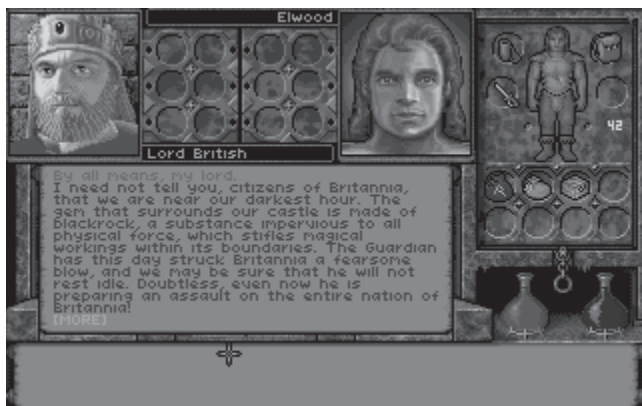 Elwood
Lord British
42
By all means, my lord.
I need not tell you, citizens of Britannia,
that we are near our darkest hour. The
gem that surrounds our castle is made of
blackrock, a substance impervious to all
physical force, which stifles magical
workings within its boundaries. The Guardian
has this day struck Britannia a fearsome
blow, and we may be sure that he will not
rest idle. Doubtless, even now he is
preparing an assault on the entire nation of
Britannia!
[MORE]